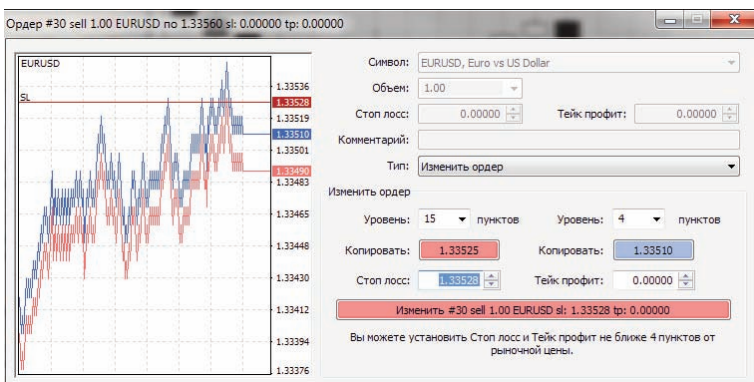 Ордер #30 sell 1.00 EURUSD по 1.33560 sl: 0.00000 tp: 0.00000
EURUSD
SL
1.33536
1.33528
1.33519
1.33510
1.33501
1.33490
1.33483
1.33465
1.33448
1.33430
1.33412
1.33394
1.33376
Символ: EURUSD, Euro vs US Dollar
Объем: 1.00
Стоп лосс: 0.00000 Тейк профит: 0.00000
Комментарий:
Тип: Изменить ордер
Изменить ордер
Уровень: 15 пунктов Уровень: 4 пунктов
Копировать: 1.33525 Копировать: 1.33510
Стоп лосс: 1.33528 Тейк профит: 0.00000
Изменить #30 sell 1.00 EURUSD sl: 1.33528 tp: 0.00000
Вы можете установить Стоп лосс и Тейк профит не ближе 4 пунктов от
рыночной цены.